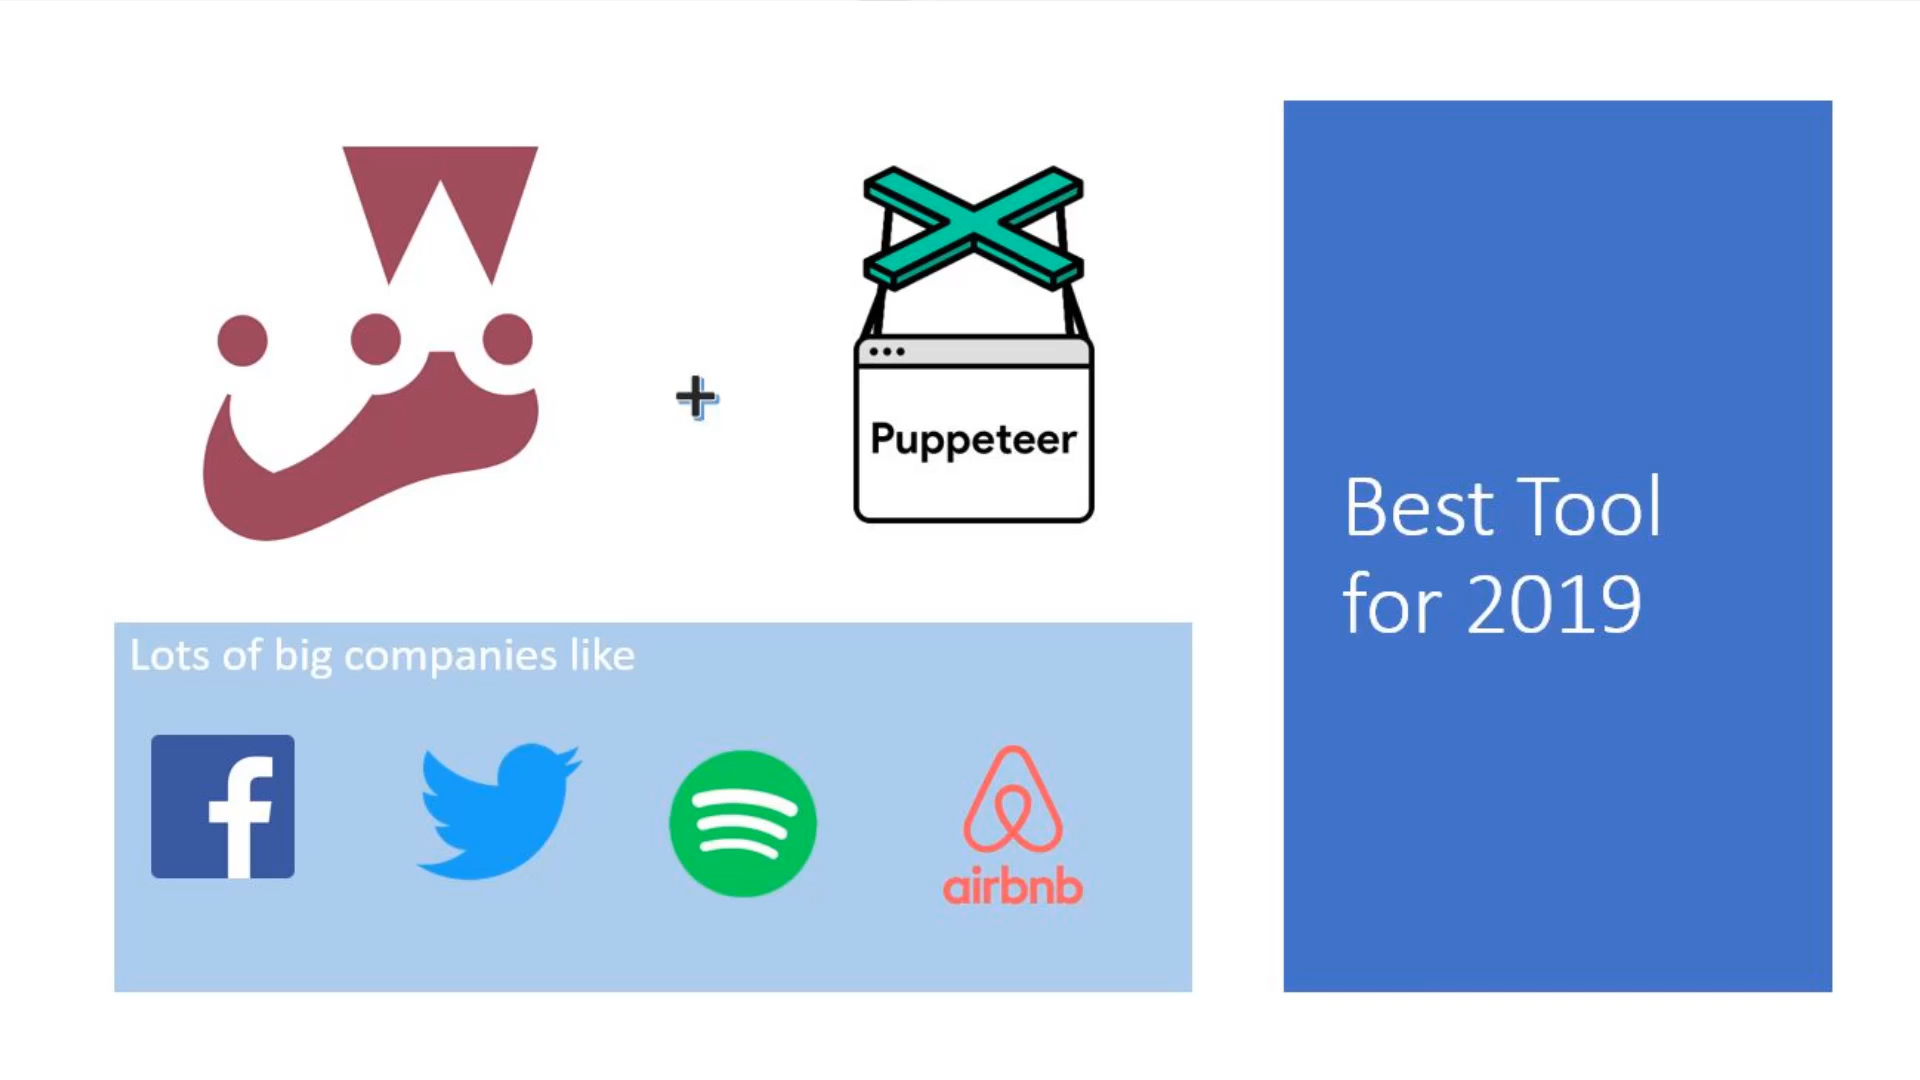 Puppeteer
Best Tool
for 2019
Lots of big companies like
airbnb